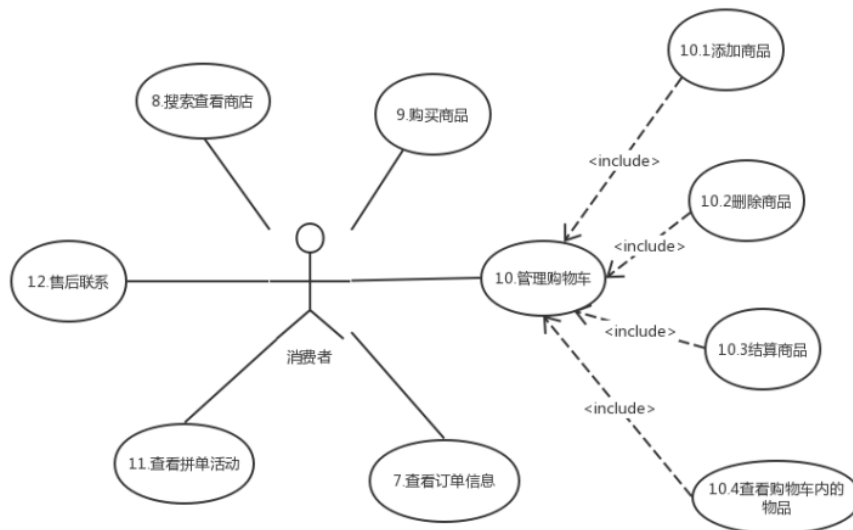 10.1添加商品
8.搜索查看商店
9.购买商品
<include>
10.2删除商品
<include>
12.售后联系
10.管理购物车
<include>
10.3结算商品
消费者
<include>
11.查看拼单活动
7.查看订单信息
10.4查看购物车内的
物品